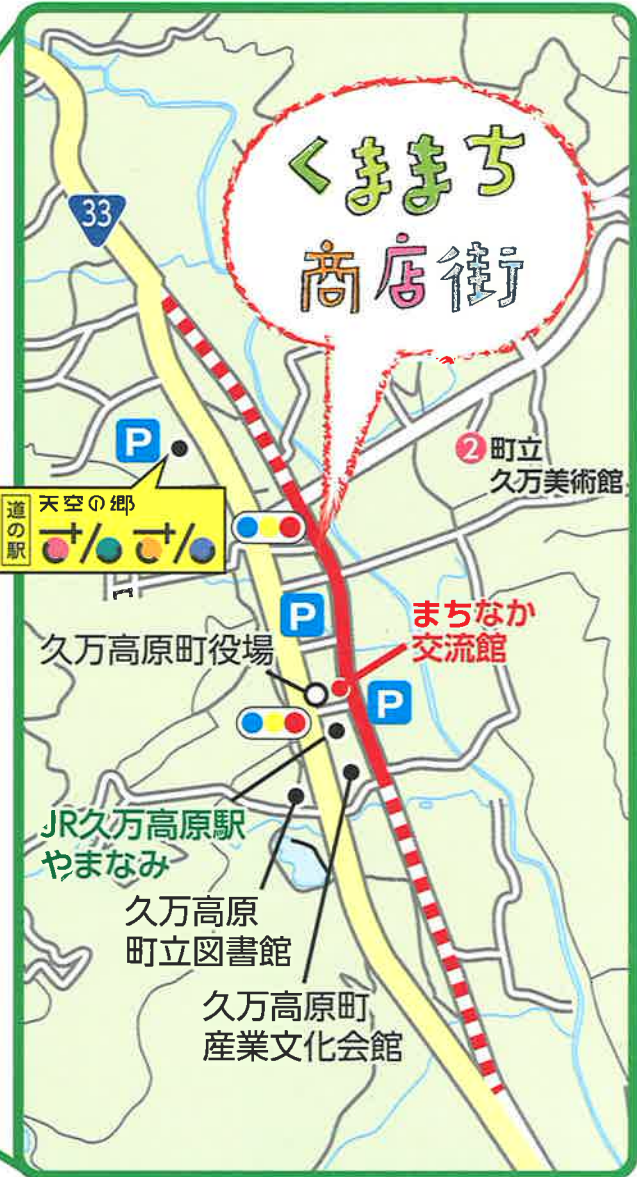 くままち
商店街
33
P
2 町立
久万美術館
道の駅
天空の郷
さんさん
P
まちなか
交流館
久万高原町役場
P
JR久万高原駅
やまなみ
久万高原
町立図書館
久万高原町
産業文化会館